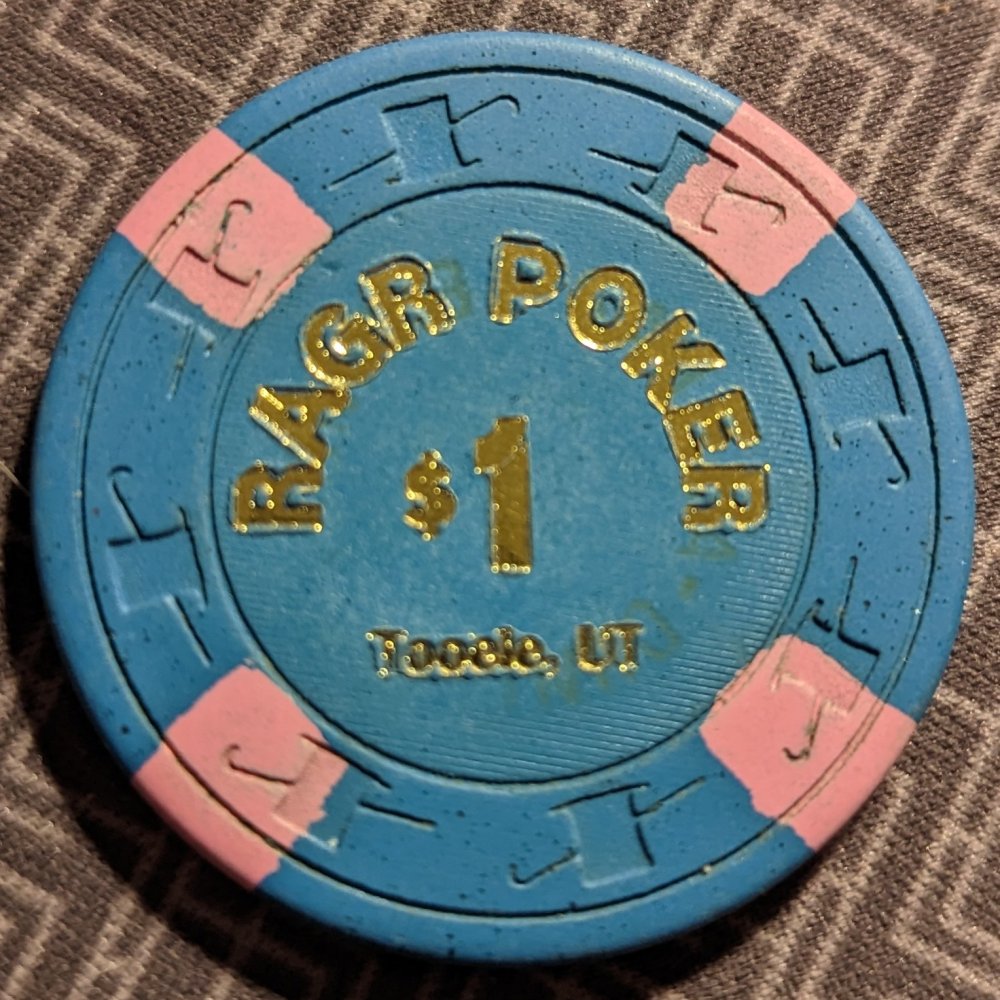 RAGR POKER
$1
Tooele, UT